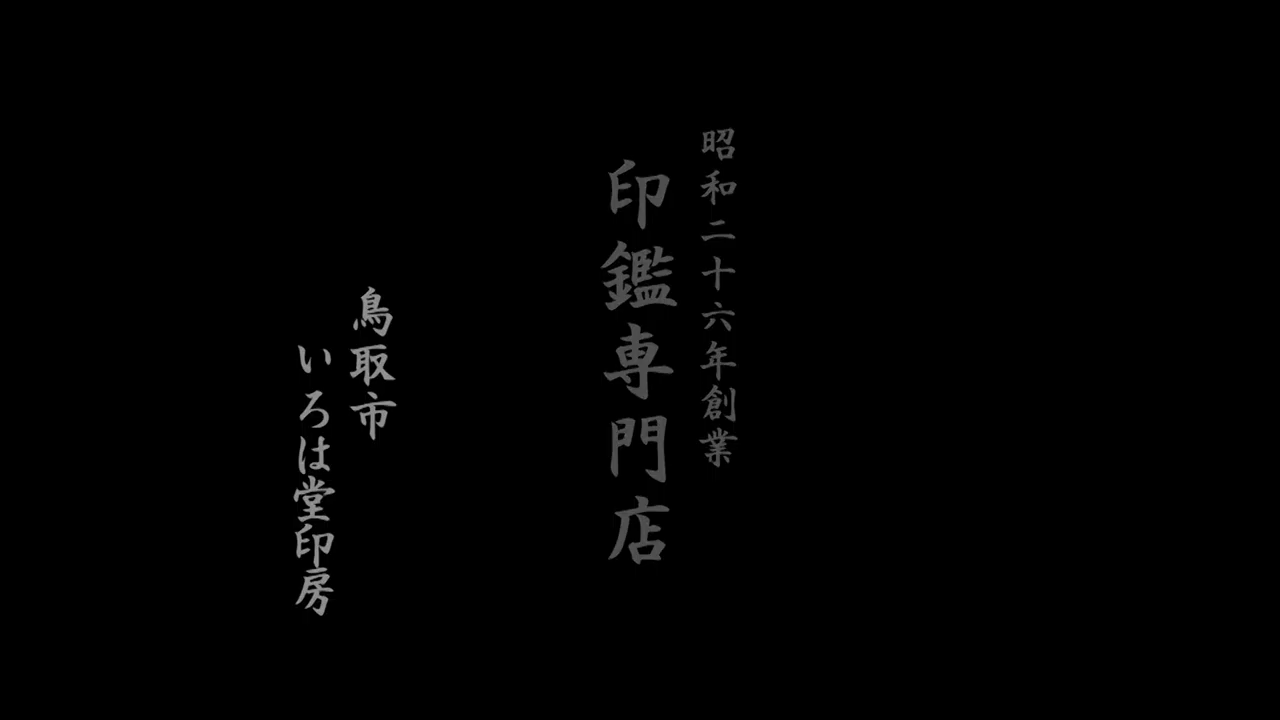 昭和二十六年創業
印鑑専門店
鳥取市
いろは堂印房